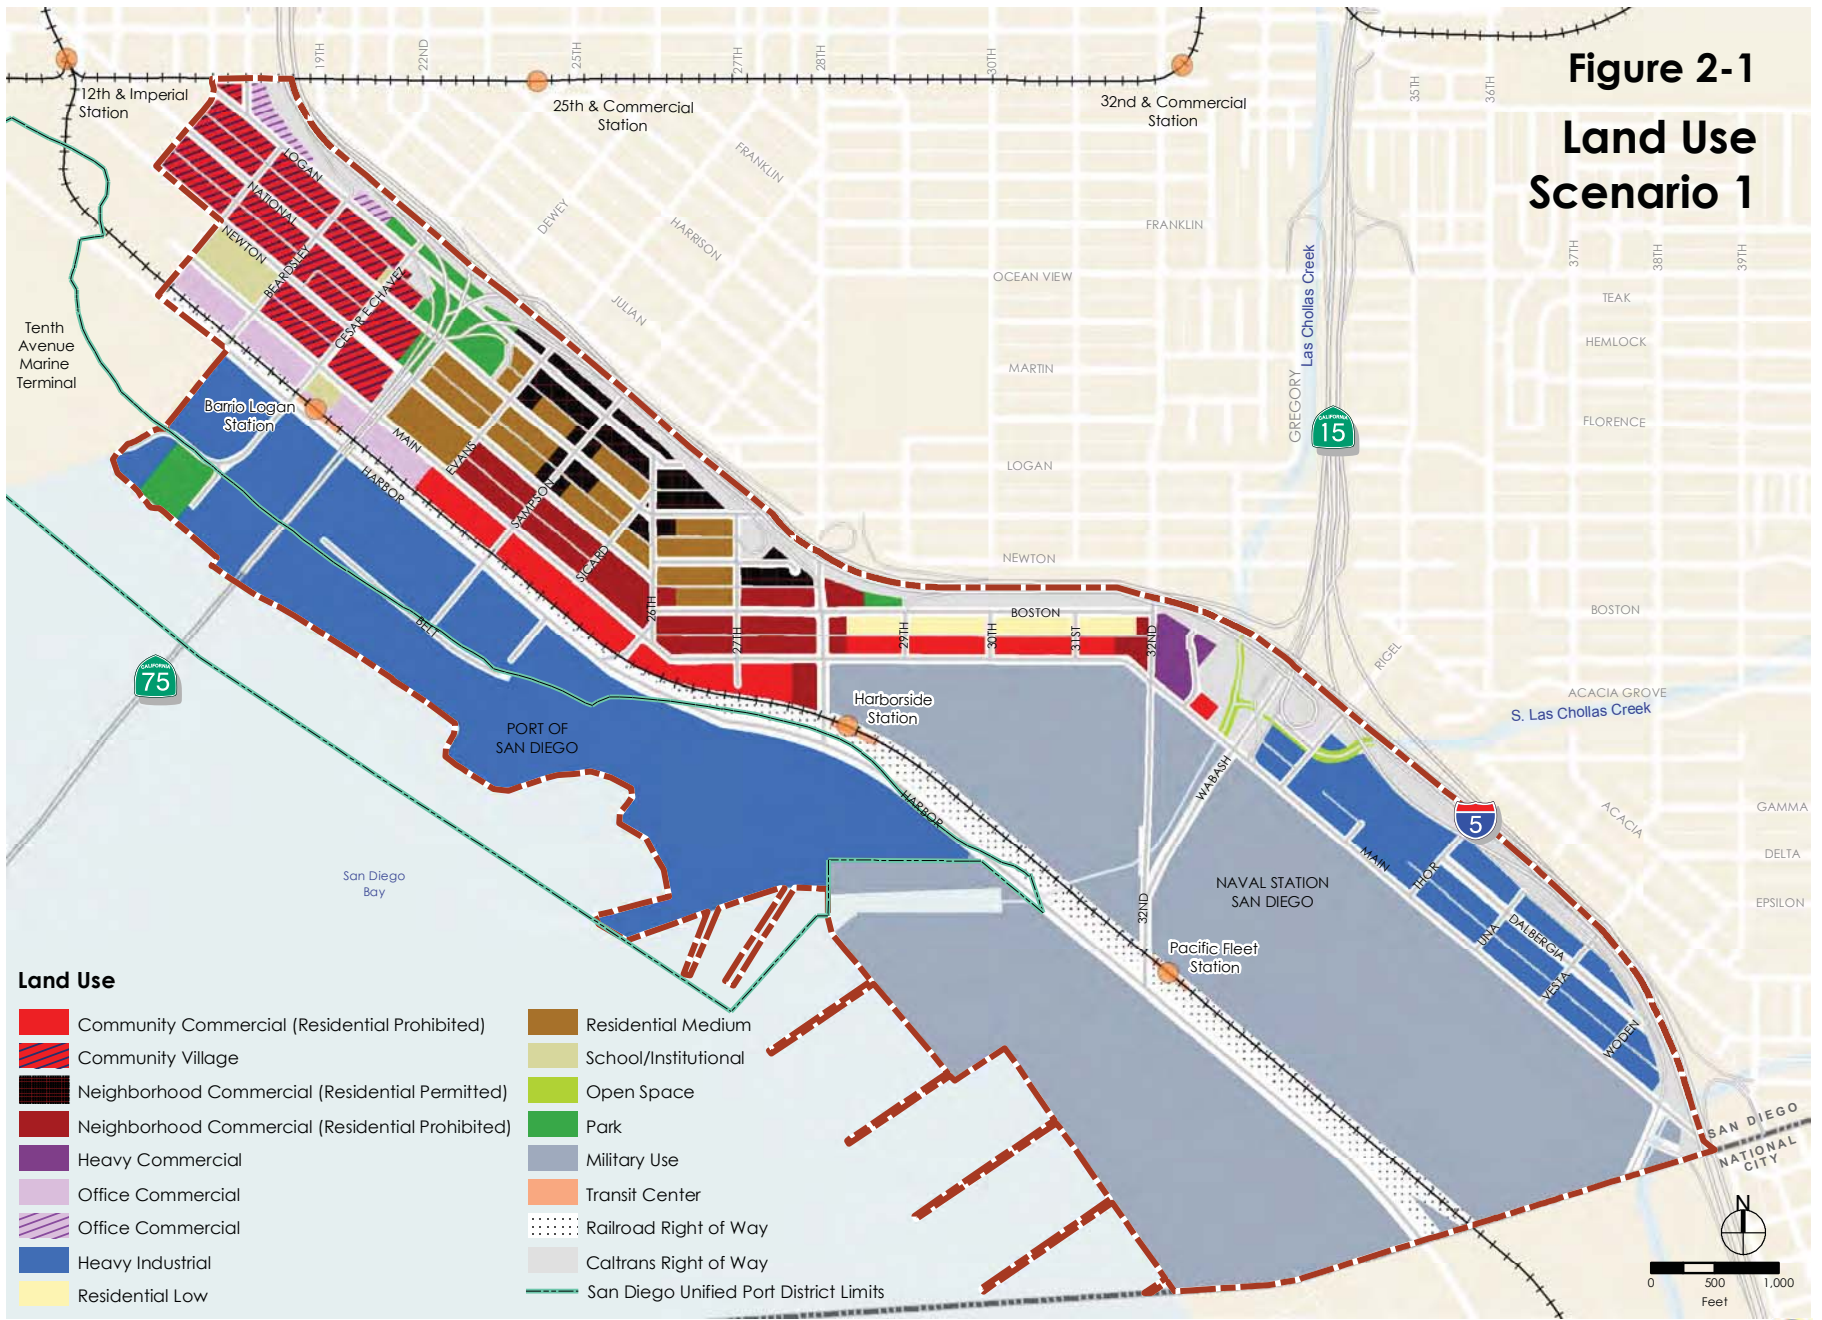 Figure 2-1
Land Use
Scenario 1
19TH
22ND
25TH
27TH
28TH
30TH
35TH
36TH
12th & Imperial
Station
25th & Commercial
Station
32nd & Commercial
Station
FRANKLIN
DEWEY
HARRISON
JULIAN
FRANKLIN
OCEAN VIEW
MARTIN
LOGAN
NEWTON
GREGORY
Las Chollas Creek
37TH
38TH
39TH
TEAK
HEMLOCK
FLORENCE
BOSTON
CALIFORNIA
15
RIGEL
ACACIA GROVE
S. Las Chollas Creek
ACACIA
GAMMA
DELTA
EPSILON
LOGAN
NATIONAL
NEWTON
BEARDSLEY
CESAR E CHAVEZ
Tenth
Avenue
Marine
Terminal
Barrio Logan
Station
MAIN
EVANS
HARBOR
SAMPSON
SICARD
26TH
27TH
BOSTON
29TH
30TH
31ST
32ND
BELT
CALIFORNIA
75
PORT OF
SAN DIEGO
Harborside
Station
HARBOR
WABASH
5
MAIN
THOR
UNA
DALBERGIA
VESTA
WODEN
NAVAL STATION
SAN DIEGO
32ND
Pacific Fleet
Station
San Diego
Bay
SAN DIEGO
NATIONAL
CITY
N
0 500 1,000
Feet
Land Use
Community Commercial (Residential Prohibited)
Community Village
Neighborhood Commercial (Residential Permitted)
Neighborhood Commercial (Residential Prohibited)
Heavy Commercial
Office Commercial
Office Commercial
Heavy Industrial
Residential Low
Residential Medium
School/Institutional
Open Space
Park
Military Use
Transit Center
Railroad Right of Way
Caltrans Right of Way
San Diego Unified Port District Limits